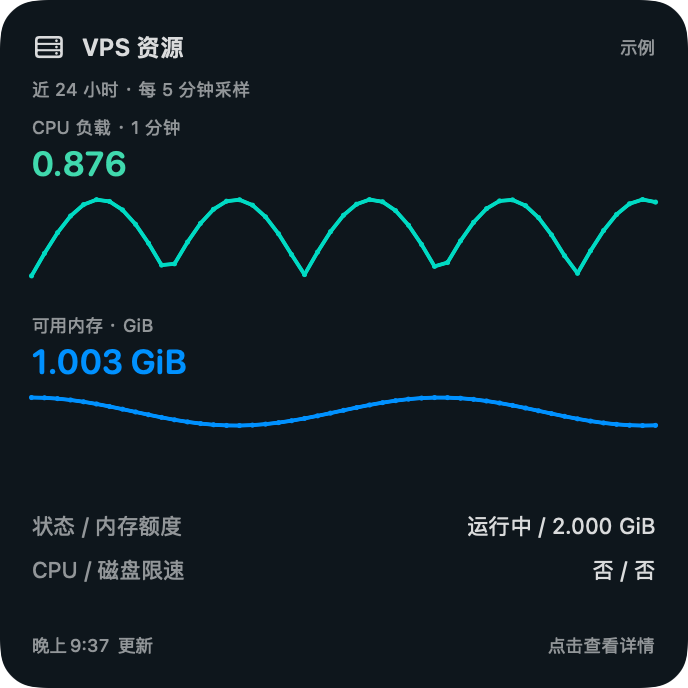 VPS 资源 示例
近 24 小时 · 每 5 分钟采样
CPU 负载 · 1 分钟
0.876
可用内存 · GiB
1.003 GiB
状态 / 内存额度 运行中 / 2.000 GiB
CPU / 磁盘限速 否 / 否
晚上 9:37 更新 点击查看详情